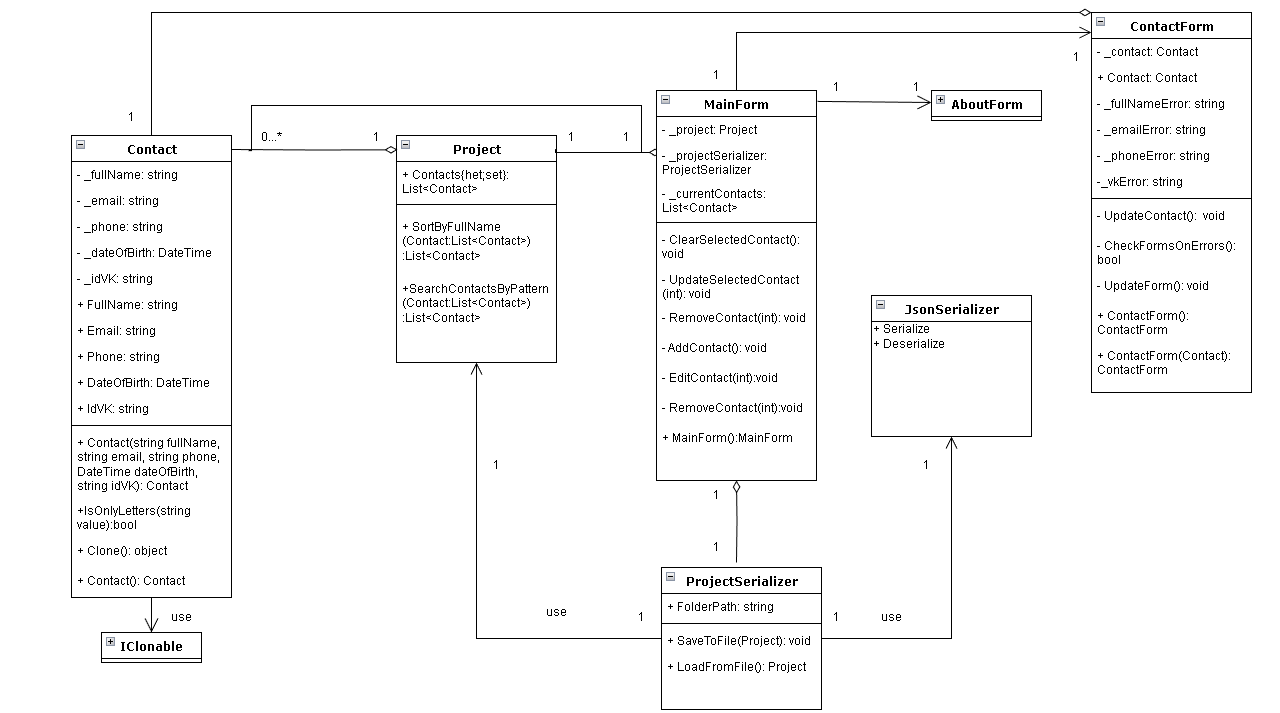 Contact
- _fullName: string
- _email: string
- _phone: string
- _dateOfBirth: DateTime
- _idVK: string
+ FullName: string
+ Email: string
+ Phone: string
+ DateOfBirth: DateTime
+ IdVK: string
+ Contact(string fullName,
string email, string phone,
DateTime dateOfBirth,
string idVK): Contact
+IsOnlyLetters(string
value):bool
+ Clone(): object
+ Contact(): Contact
use
IClonable
1
0...*
1
Project
+ Contacts{het;set}:
List<Contact>
+ SortByFullName
(Contact:List<Contact>)
:List<Contact>
+SearchContactsByPattern
(Contact:List<Contact>)
:List<Contact>
1
1
1
MainForm
- _project: Project
- _projectSerializer:
ProjectSerializer
- _currentContacts:
List<Contact>
- ClearSelectedContact():
void
- UpdateSelectedContact
(int): void
- RemoveContact(int): void
- AddContact(): void
- EditContact(int):void
- RemoveContact(int):void
+ MainForm():MainForm
1
1
AboutForm
1
ContactForm
- _contact: Contact
+ Contact: Contact
- _fullNameError: string
- _emailError: string
- _phoneError: string
-_vkError: string
- UpdateContact(): void
- CheckFormsOnErrors():
bool
- UpdateForm(): void
+ ContactForm():
ContactForm
+ ContactForm(Contact):
ContactForm
JsonSerializer
+ Serialize
+ Deserialize
1
1
1
1
use
1
ProjectSerializer
+ FolderPath: string
+ SaveToFile(Project): void
+ LoadFromFile(): Project
1
use